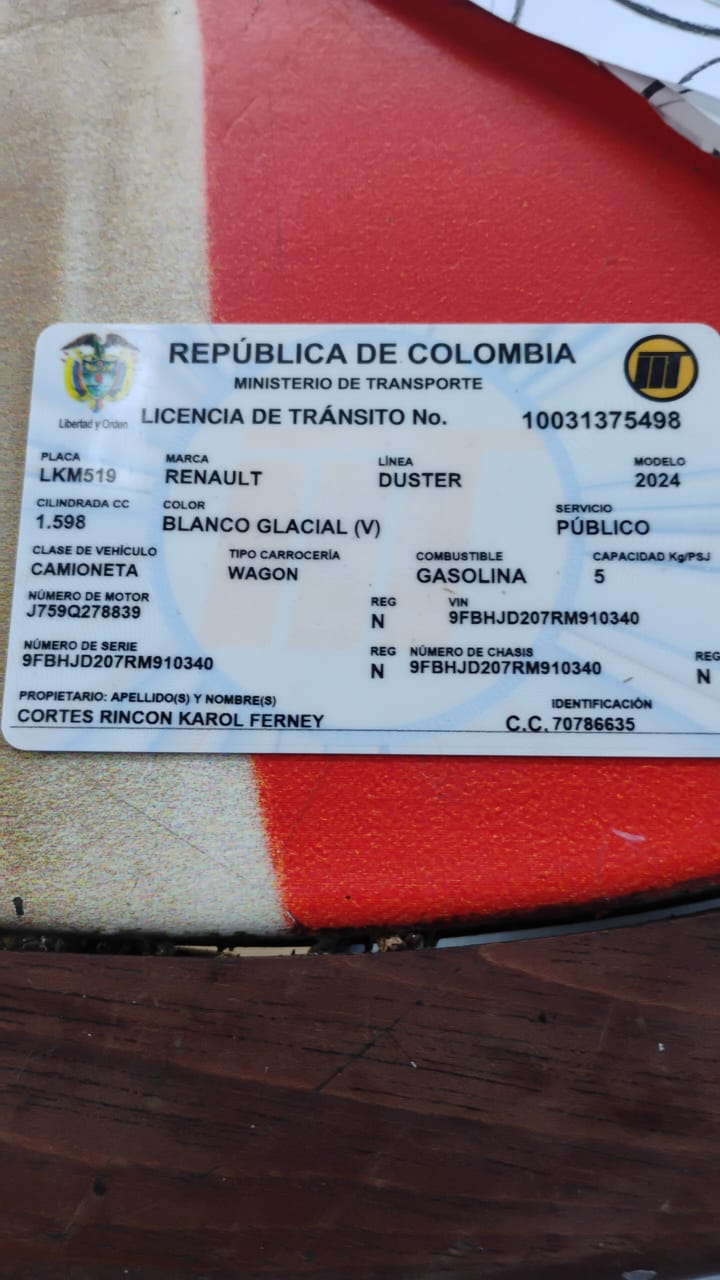 REPÚBLICA DE COLOMBIA
MINISTERIO DE TRANSPORTE
Libertad y Orden
LICENCIA DE TRÁNSITO No. 10031375498
PLACA MARCA LÍNEA MODELO
LKM519 RENAULT DUSTER 2024
CILINDRADA CC COLOR SERVICIO
1.598 BLANCO GLACIAL (V) PÚBLICO
CLASE DE VEHÍCULO TIPO CARROCERÍA COMBUSTIBLE CAPACIDAD Kg/PSJ
CAMIONETA WAGON GASOLINA 5
NÚMERO DE MOTOR REG VIN
J759Q278839 N 9FBHJD207RM910340
NÚMERO DE SERIE REG NÚMERO DE CHASIS REG
9FBHJD207RM910340 N 9FBHJD207RM910340 N
PROPIETARIO: APELLIDO(S) Y NOMBRE(S) IDENTIFICACIÓN
CORTES RINCON KAROL FERNEY C.C. 70786635